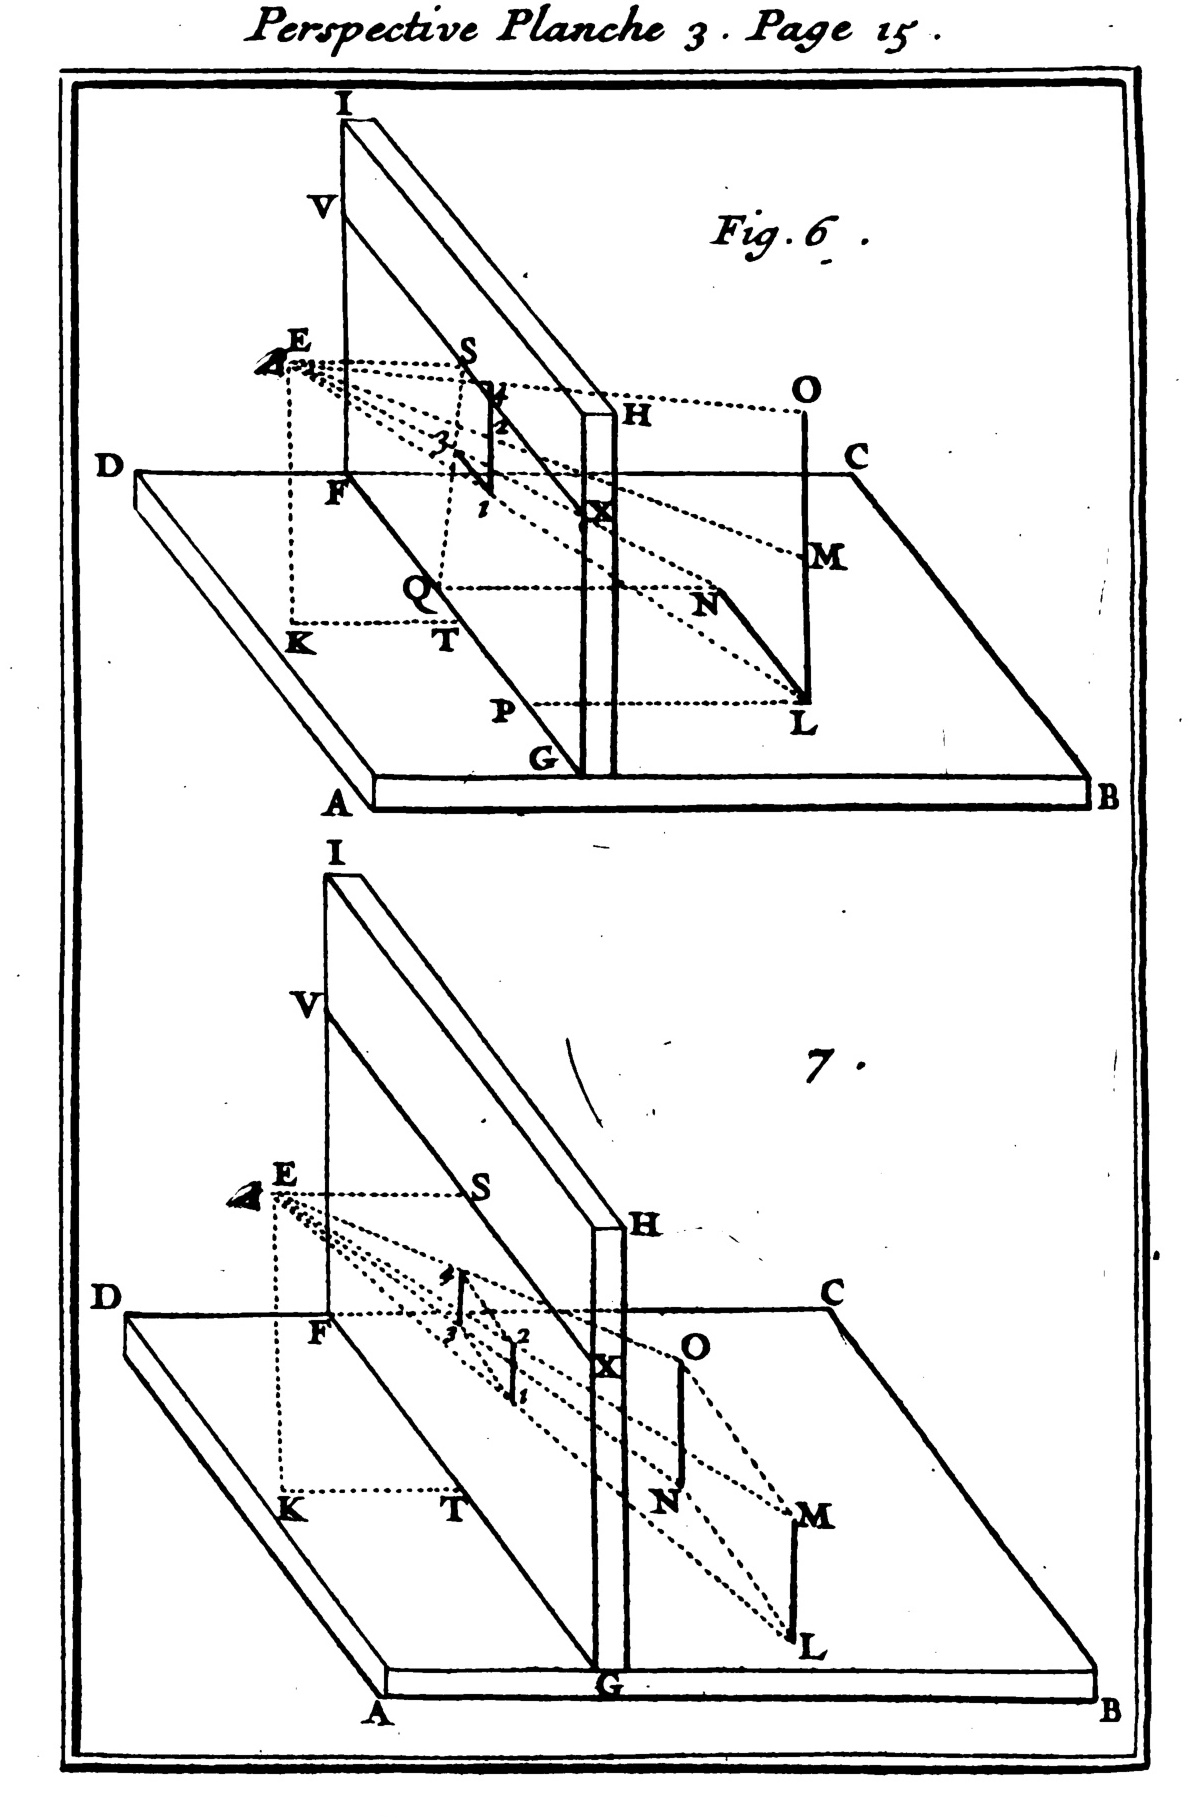 Perspective Planche 3. Page 15.
I
V
Fig. 6.
E
S
4
O
H
2
3
D
C
F
1
X
M
Q
N
K
T
P
L
G
A
B
I
V
7.
E
S
H
4
D
C
F
3
2
O
X
1
K
T
N
M
L
G
A
B